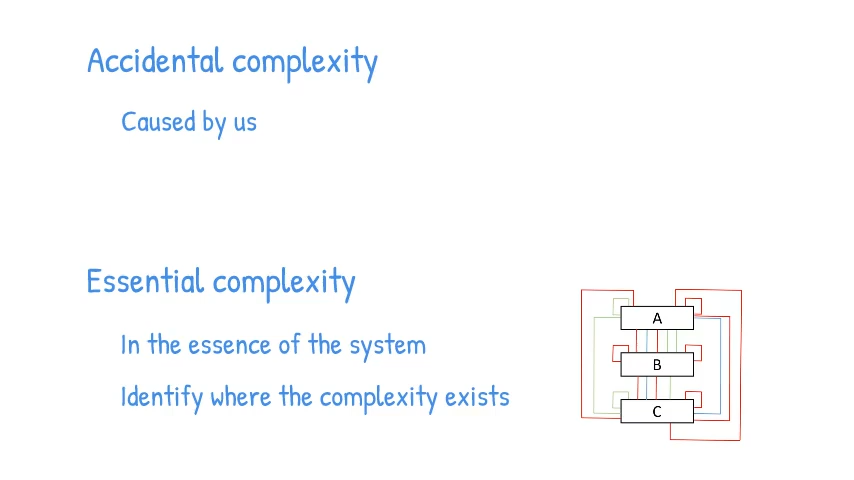 Accidental complexity
Caused by us
Essential complexity
In the essence of the system
Identify where the complexity exists
A
B
C